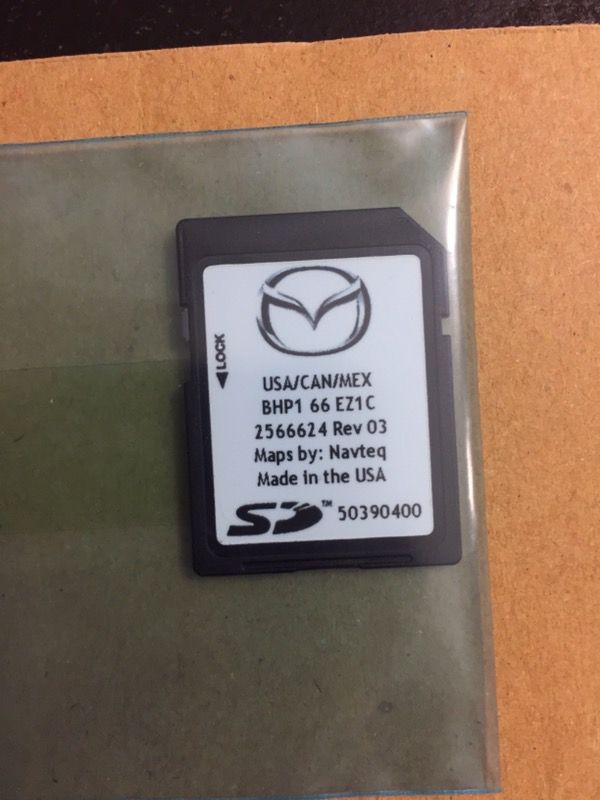 LOCK
USA/CAN/MEX
BHP1 66 EZ1C
2566624 Rev 03
Maps by: Navteq
Made in the USA
SD™ 50390400